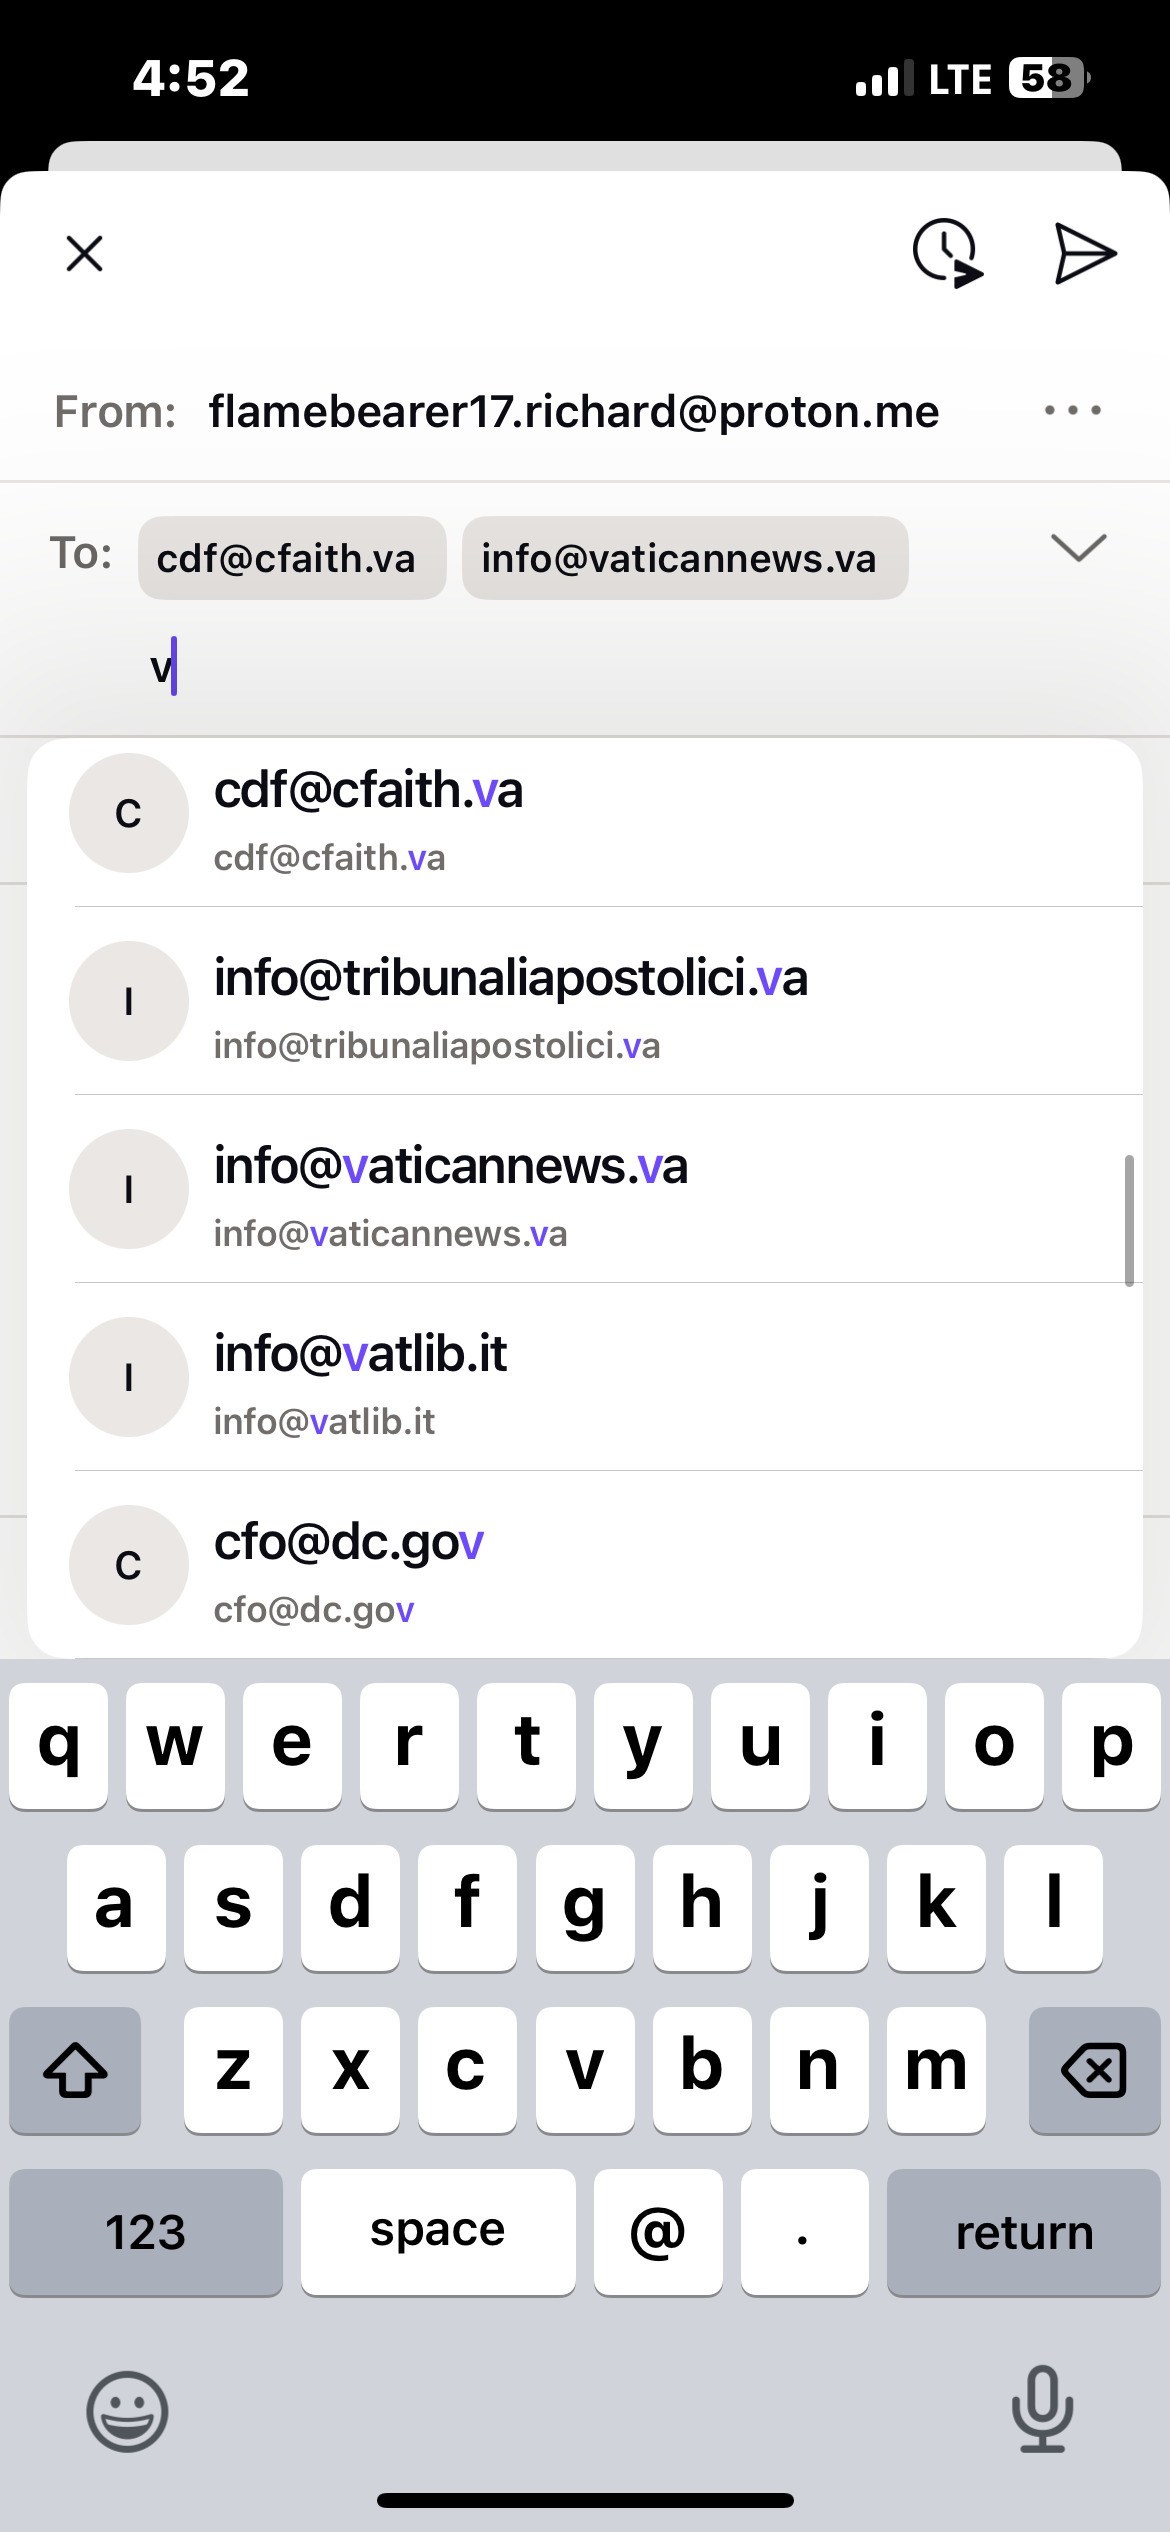 4:52 LTE 58
From: flamebearer17.richard@proton.me
To: cdf@cfaith.va info@vaticannews.va
v
C
cdf@cfaith.va
cdf@cfaith.va
I
info@tribunaliapostolici.va
info@tribunaliapostolici.va
I
info@vaticannews.va
info@vaticannews.va
I
info@vatlib.it
info@vatlib.it
C
cfo@dc.gov
cfo@dc.gov
q w e r t y u i o p
a s d f g h j k l
z x c v b n m
123 space @ . return